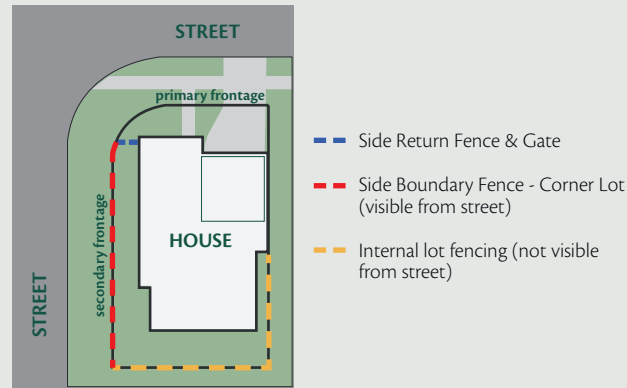 STREET
primary frontage
secondary frontage
HOUSE
STREET
Side Return Fence & Gate
Side Boundary Fence - Corner Lot
(visible from street)
Internal lot fencing (not visible
from street)